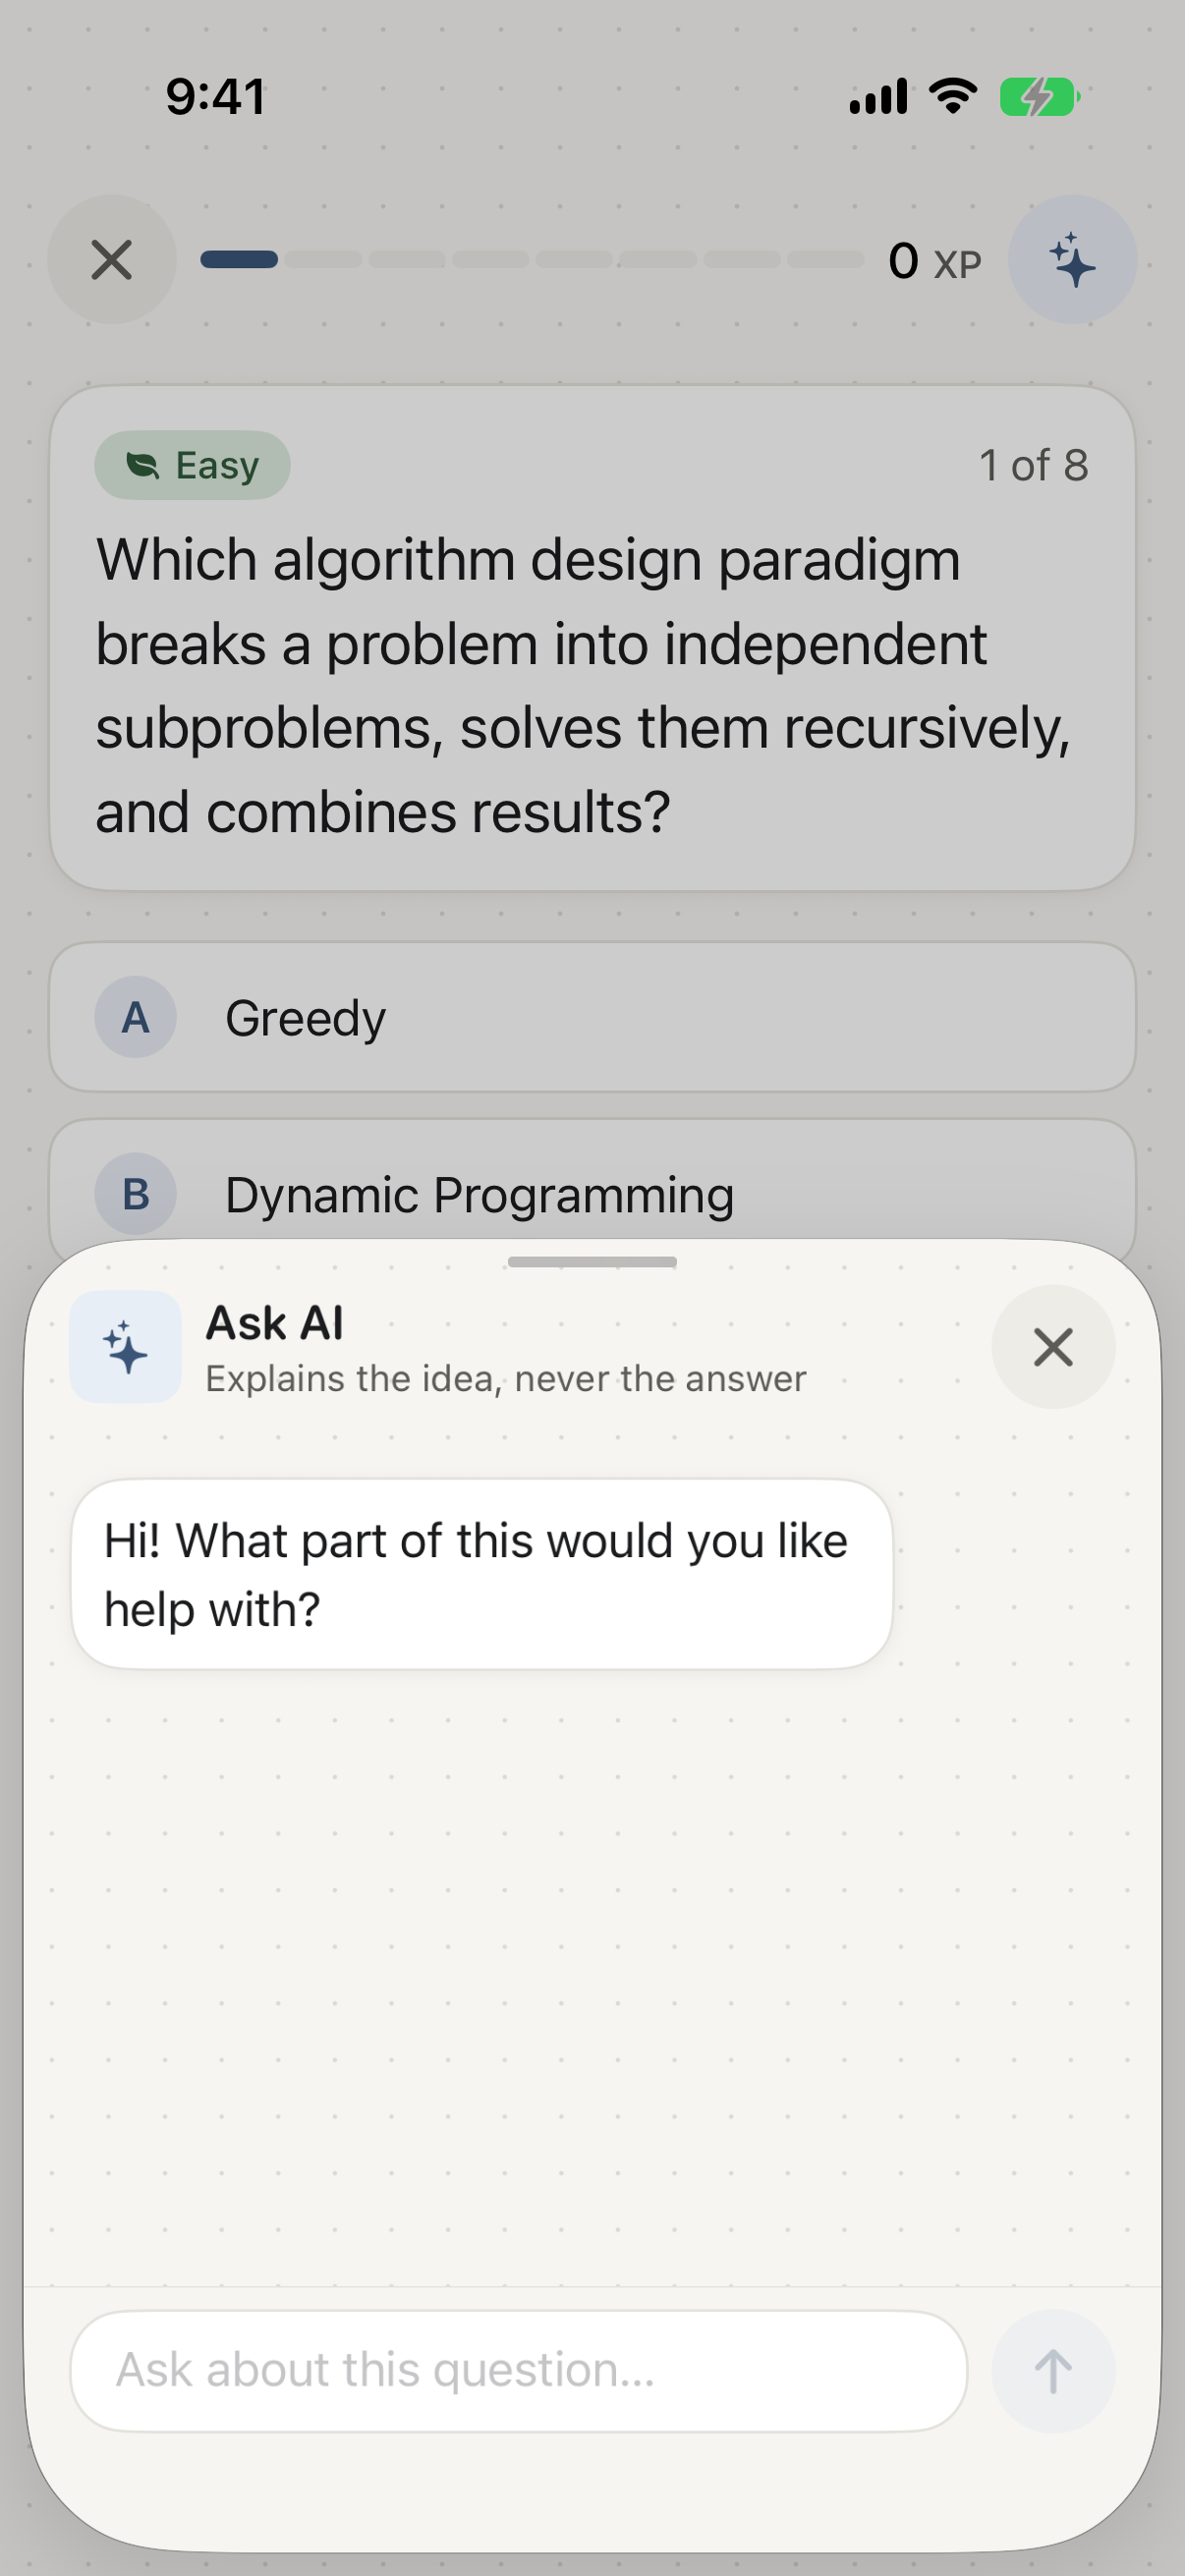 9:41
0 XP
Easy
1 of 8
Which algorithm design paradigm
breaks a problem into independent
subproblems, solves them recursively,
and combines results?
A Greedy
B Dynamic Programming
Ask AI
Explains the idea, never the answer
Hi! What part of this would you like
help with?
Ask about this question...